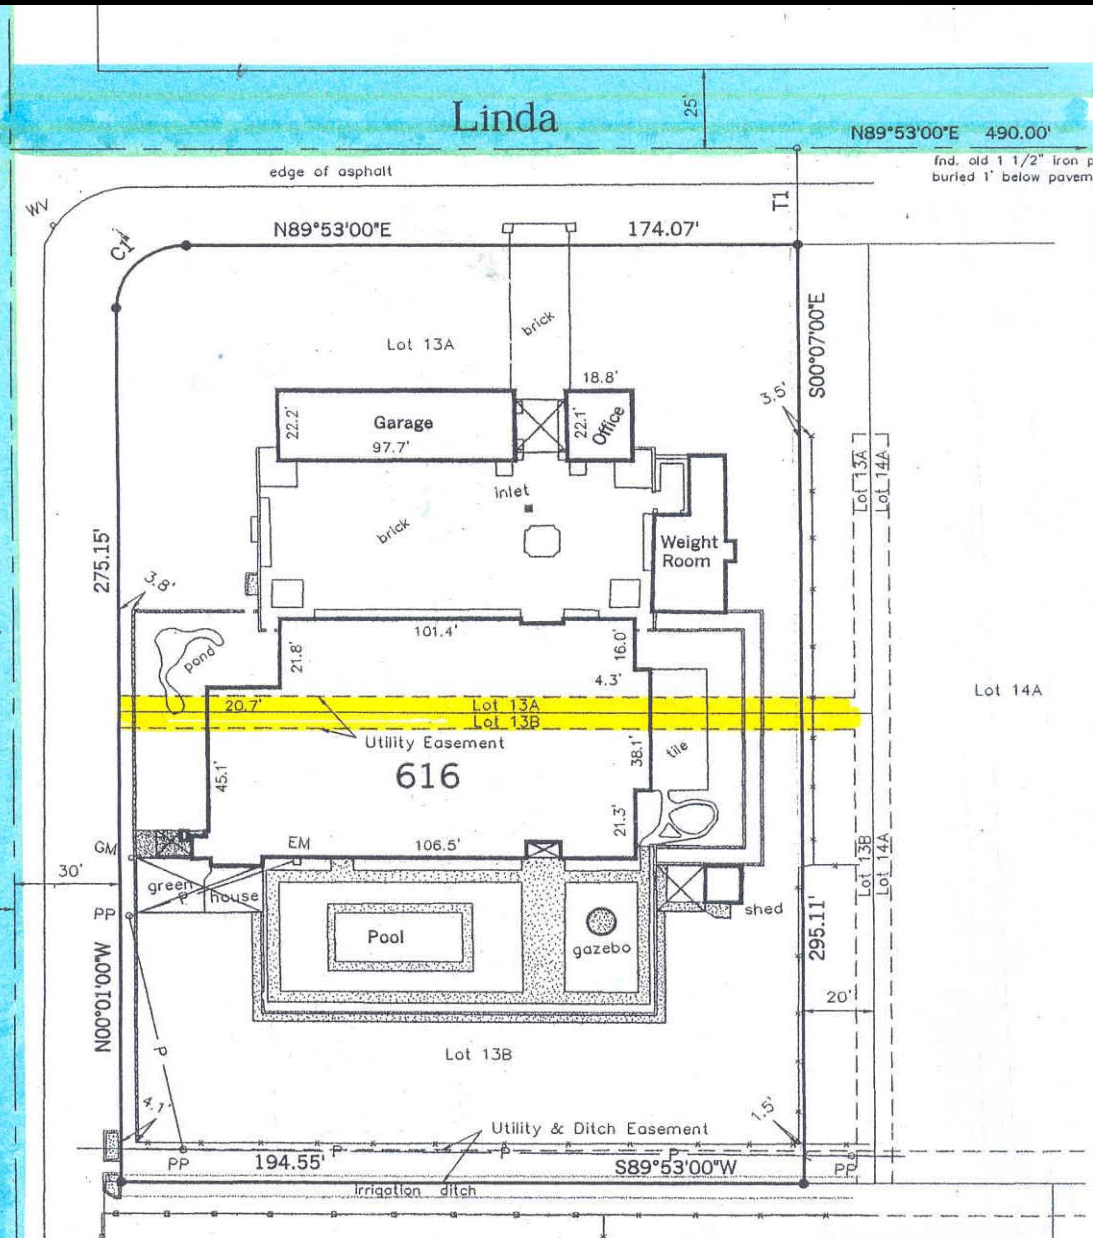 Linda
25'
N89°53'00"E 490.00'
fnd. old 1 1/2" iron p
buried 1' below pavem
edge of asphalt
WV
T1
C1
N89°53'00"E
174.07'
S00°07'00"E
brick
Lot 13A
18.8'
3.5'
22.2'
Garage
97.7'
22.1'
Office
Lot 13A
Lot 14A
inlet
brick
Weight
Room
275.15'
3.8'
101.4'
21.8'
16.0'
pond
4.3'
Lot 14A
20.7'
Lot 13A
Lot 13B
Utility Easement
tile
616
38.1'
45.1'
21.3'
GM
EM
106.5'
Lot 13B
Lot 14A
30'
green
house
P
PP
shed
Pool
gazebo
295.11'
20'
N00°01'00"W
P
Lot 13B
4.1'
1.5'
Utility & Ditch Easement
P
P
P
PP
194.55'
S89°53'00"W
PP
irrigation ditch